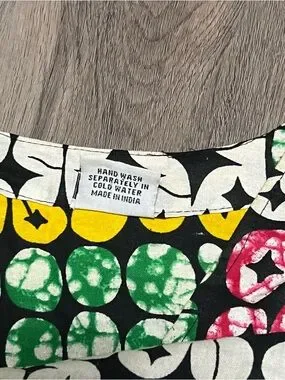 HAND WASH
SEPARATELY IN
COLD WATER
MADE IN INDIA